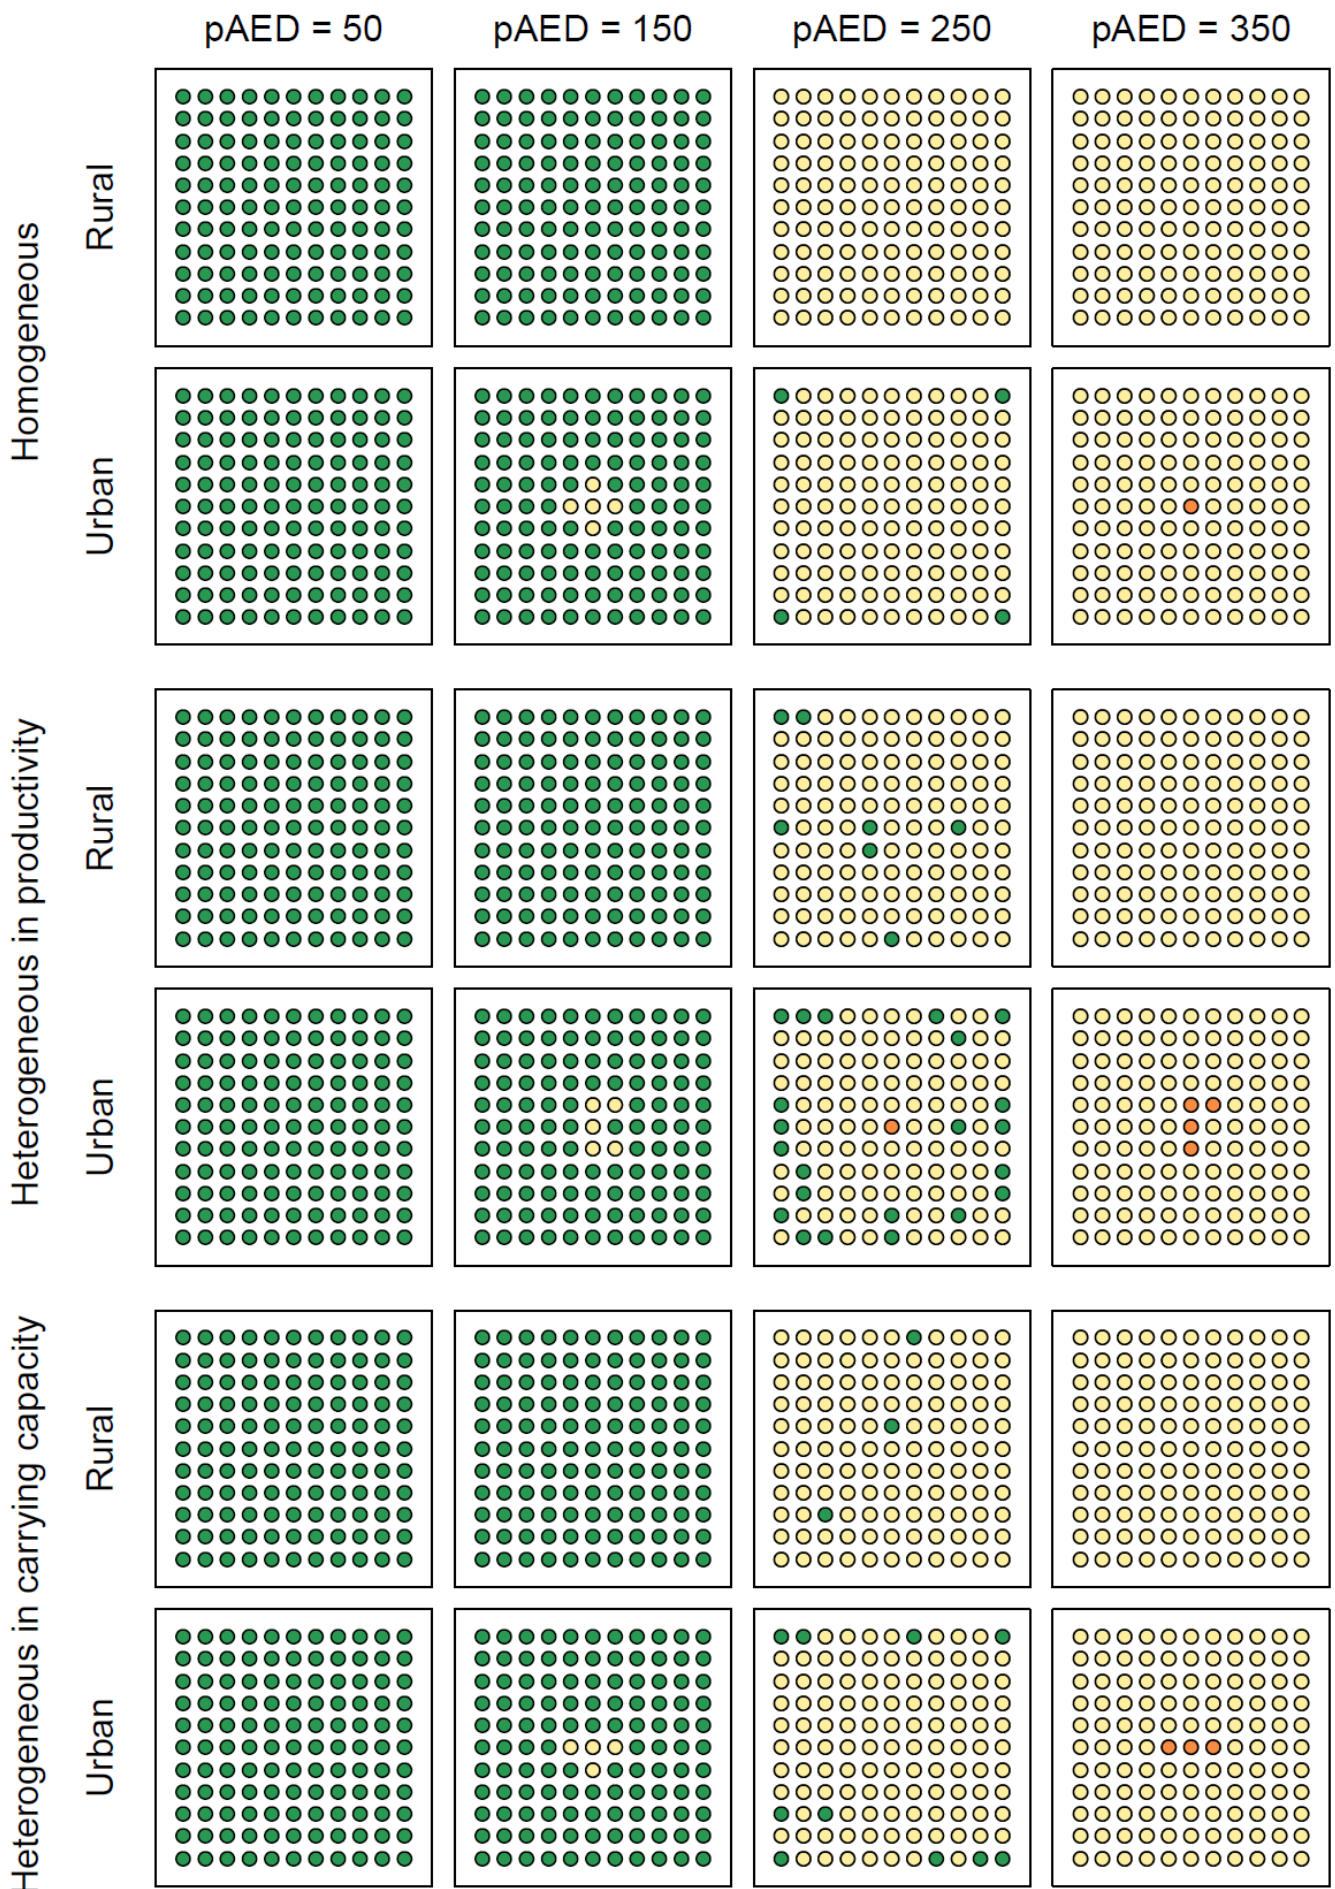 pAED = 50 pAED = 150 pAED = 250 pAED = 350
Homogeneous
Rural
Urban
Heterogeneous in productivity
Rural
Urban
Heterogeneous in carrying capacity
Rural
Urban